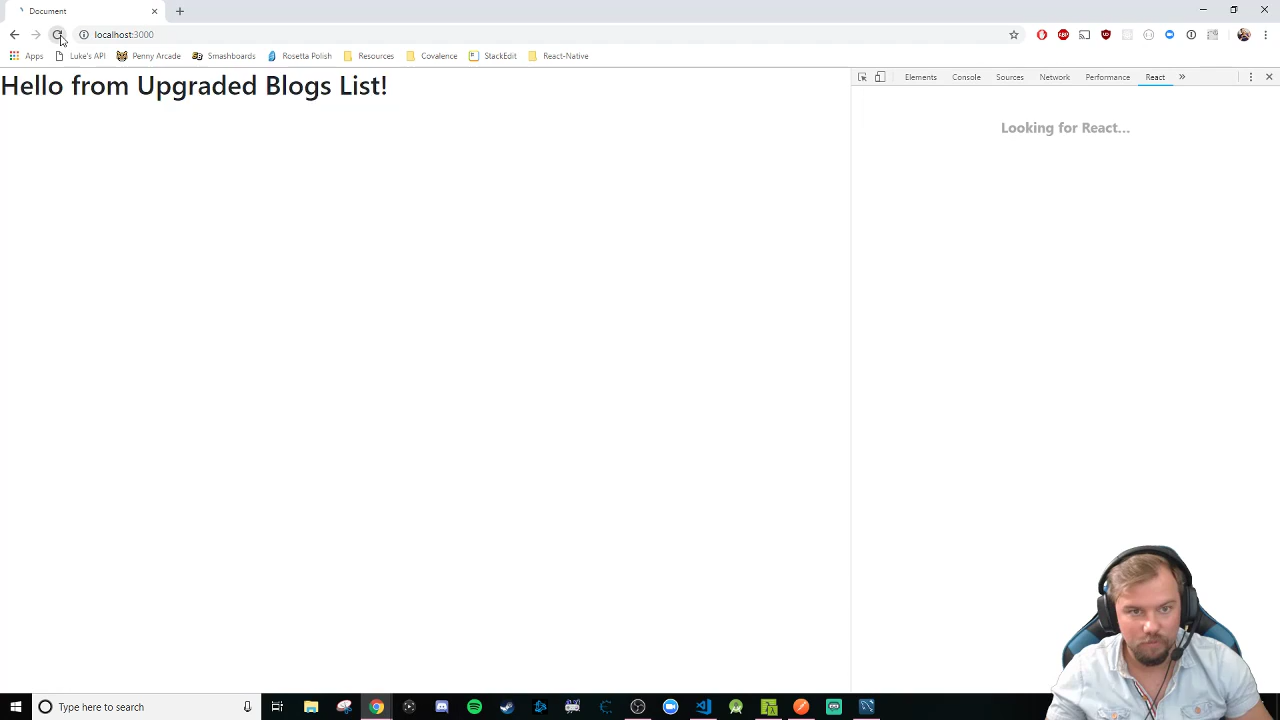 Document
localhost:3000
Apps
Luke's API
Penny Arcade
Smashboards
Rosetta Polish
Resources
Covalence
StackEdit
React-Native
Hello from Upgraded Blogs List!
Elements
Console
Sources
Network
Performance
React
Looking for React...
Type here to search